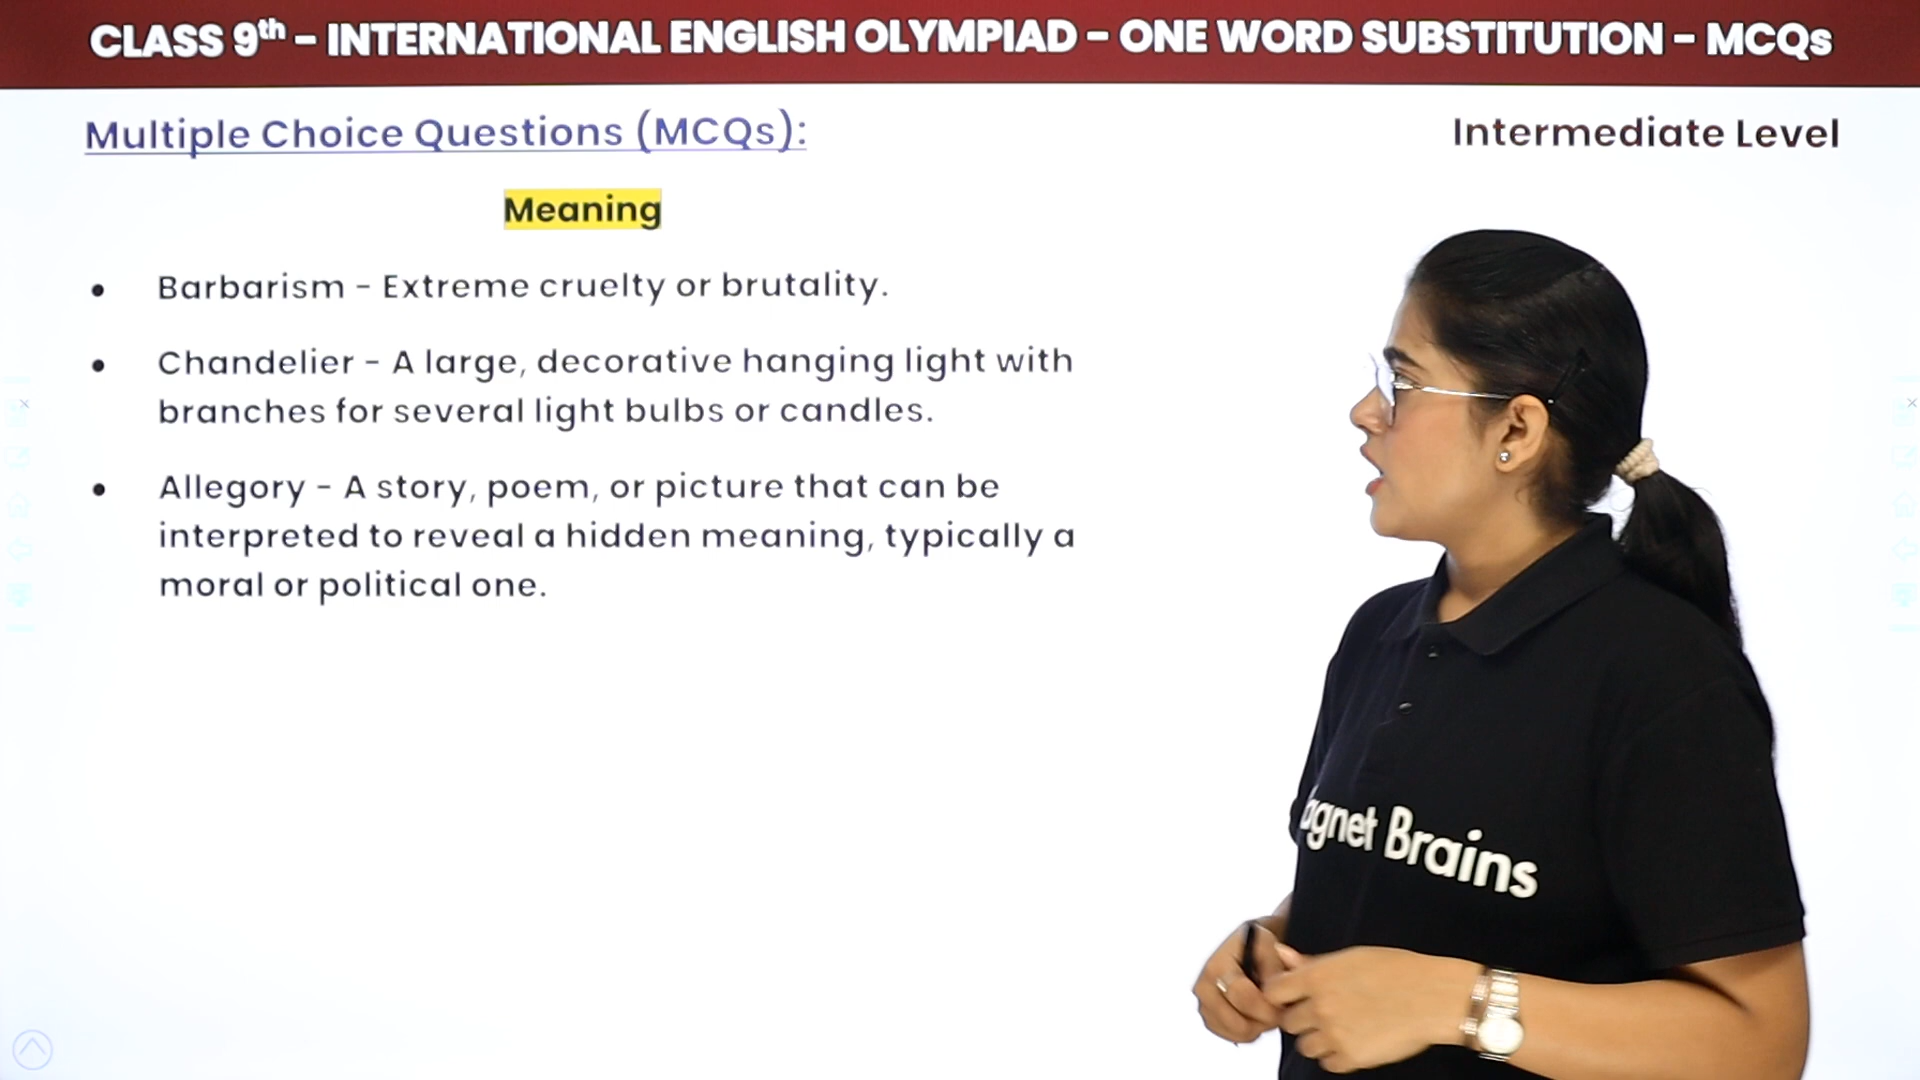 CLASS 9th – INTERNATIONAL ENGLISH OLYMPIAD – ONE WORD SUBSTITUTION – MCQs
Multiple Choice Questions (MCQs):
Intermediate Level
Meaning
• Barbarism – Extreme cruelty or brutality.
• Chandelier – A large, decorative hanging light with
branches for several light bulbs or candles.
• Allegory – A story, poem, or picture that can be
interpreted to reveal a hidden meaning, typically a
moral or political one.
agnet Brains